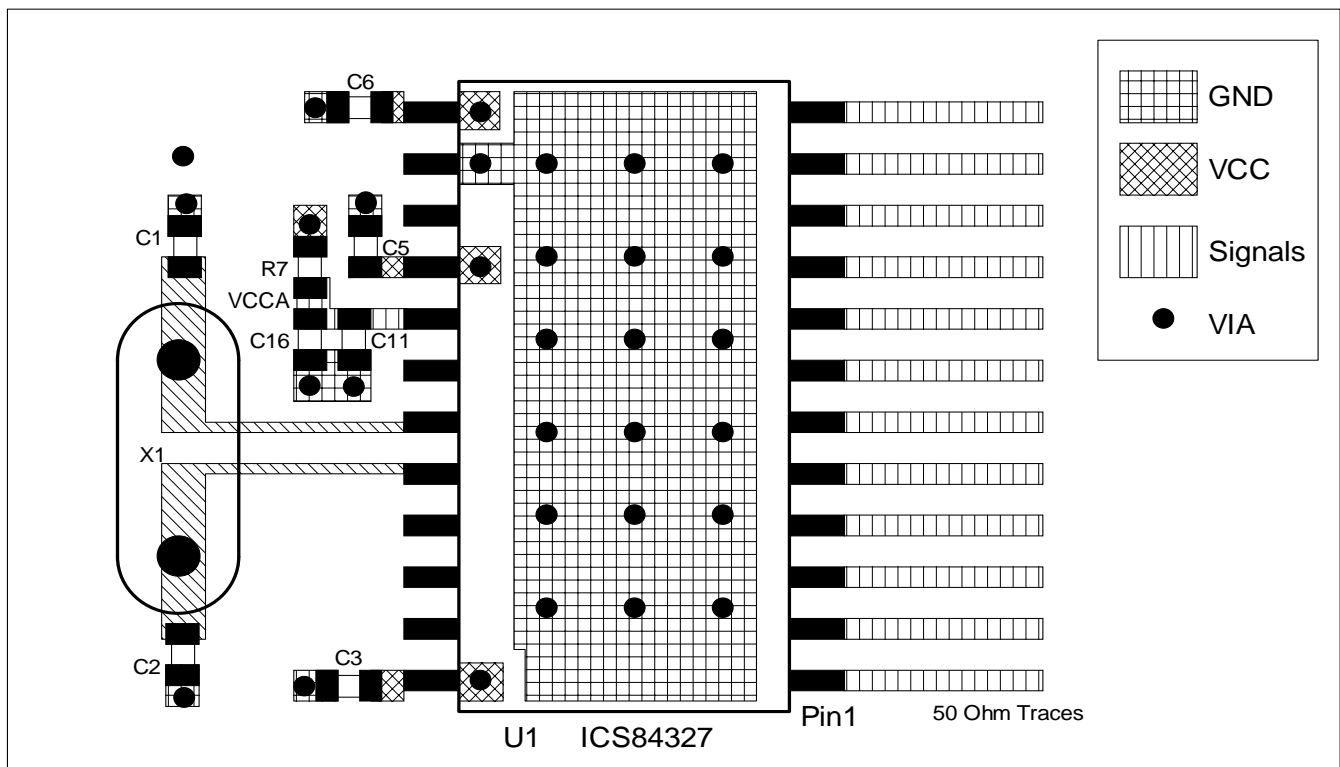 C6
GND
VCC
Signals
VIA
C1
C5
R7
VCCA
C16
C11
X1
C2
C3
Pin1
50 Ohm Traces
U1 ICS84327